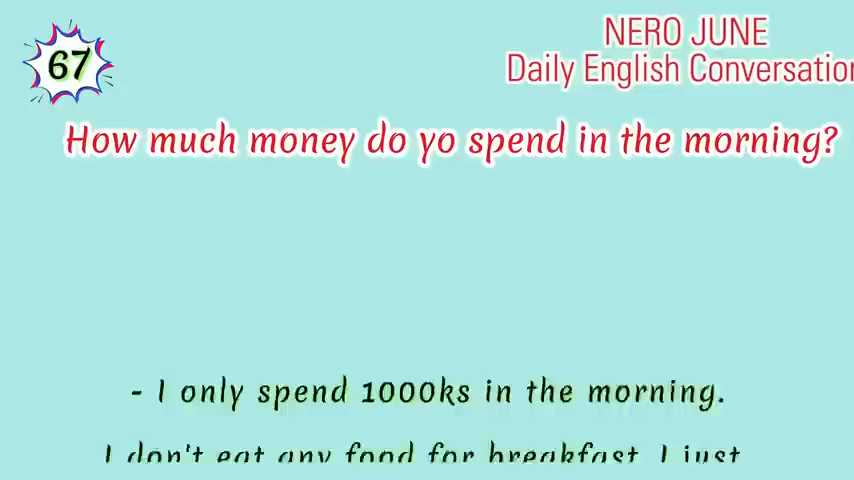 67
NERO JUNE
Daily English Conversation
How much money do yo spend in the morning?
- I only spend 1000ks in the morning.
I don't eat any food for breakfast. I just